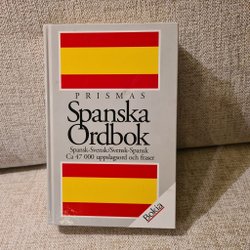 PRISMAS
Spanska
Ordbok
Spansk-Svensk/Svensk-Spansk
Ca 47 000 uppslagsord och fraser
Bokia